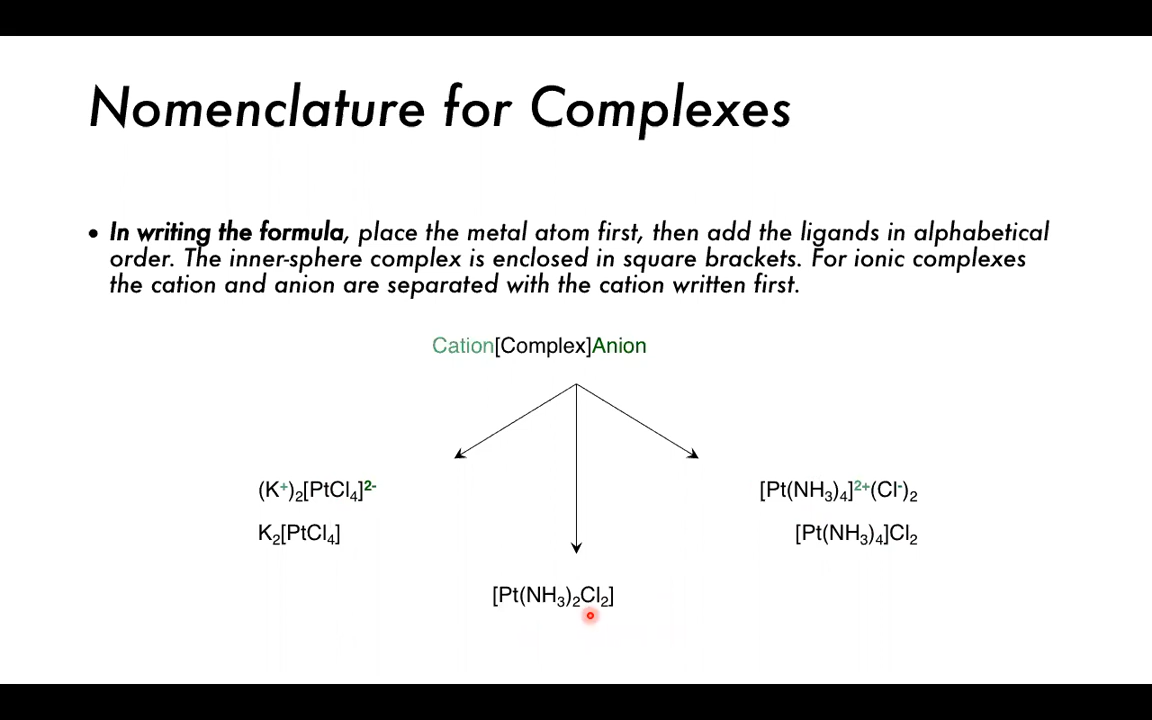 Nomenclature for Complexes
• In writing the formula, place the metal atom first, then add the ligands in alphabetical
order. The inner-sphere complex is enclosed in square brackets. For ionic complexes
the cation and anion are separated with the cation written first.
Cation[Complex]Anion
(K⁺)₂[PtCl₄]²⁻
[Pt(NH₃)₄]²⁺(Cl⁻)₂
K₂[PtCl₄]
[Pt(NH₃)₄]Cl₂
[Pt(NH₃)₂Cl₂]